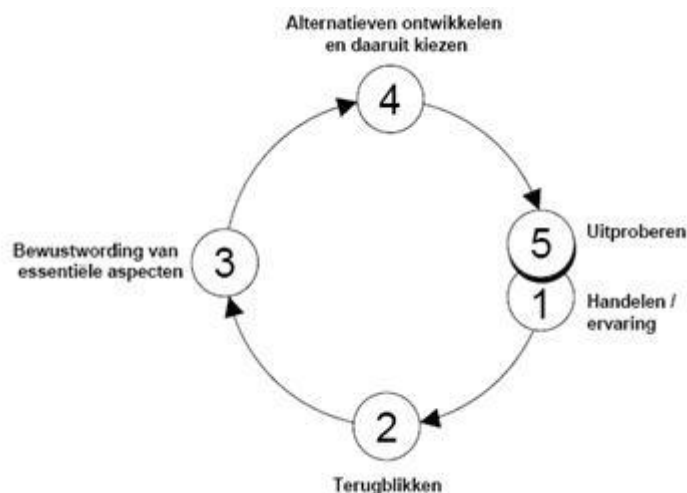 Alternatieven ontwikkelen
en daaruit kiezen
4
5
Uitproberen
Bewustwording van
essentiële aspecten
3
1
Handelen /
ervaring
2
Terugblikken